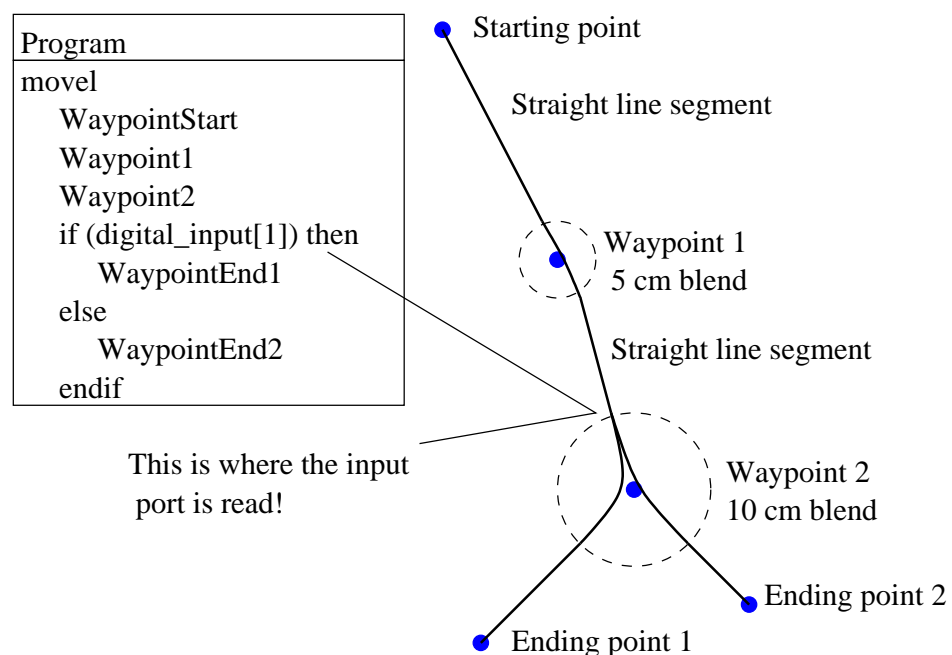 Program
movel
WaypointStart
Waypoint1
Waypoint2
if (digital_input[1]) then
WaypointEnd1
else
WaypointEnd2
endif
Starting point
Straight line segment
Waypoint 1
5 cm blend
Straight line segment
This is where the input
port is read!
Waypoint 2
10 cm blend
Ending point 2
Ending point 1